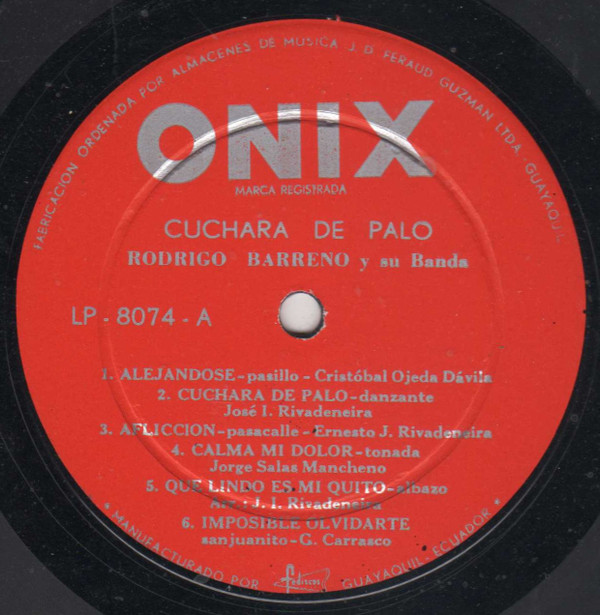 FABRICACION ORDENADA POR ALMACENES DE MUSICA J. D. FERAUD GUZMAN LTDA. - GUAYAQUIL
ONIX
MARCA REGISTRADA
CUCHARA DE PALO
RODRIGO BARRENO y su Banda
LP - 8074 - A
1. ALEJANDOSE - pasillo - Cristóbal Ojeda Dávila
2. CUCHARA DE PALO - danzante
José I. Rivadeneira
3. AFLICCION - pasacalle - Ernesto J. Rivadeneira
4. CALMA MI DOLOR - tonada
Jorge Salas Mancheno
5. QUE LINDO ES MI QUITO - albazo
Arr.: J. I. Rivadeneira
6. IMPOSIBLE OLVIDARTE
sanjuanito - G. Carrasco
* MANUFACTURADO POR fediscos GUAYAQUIL - ECUADOR *